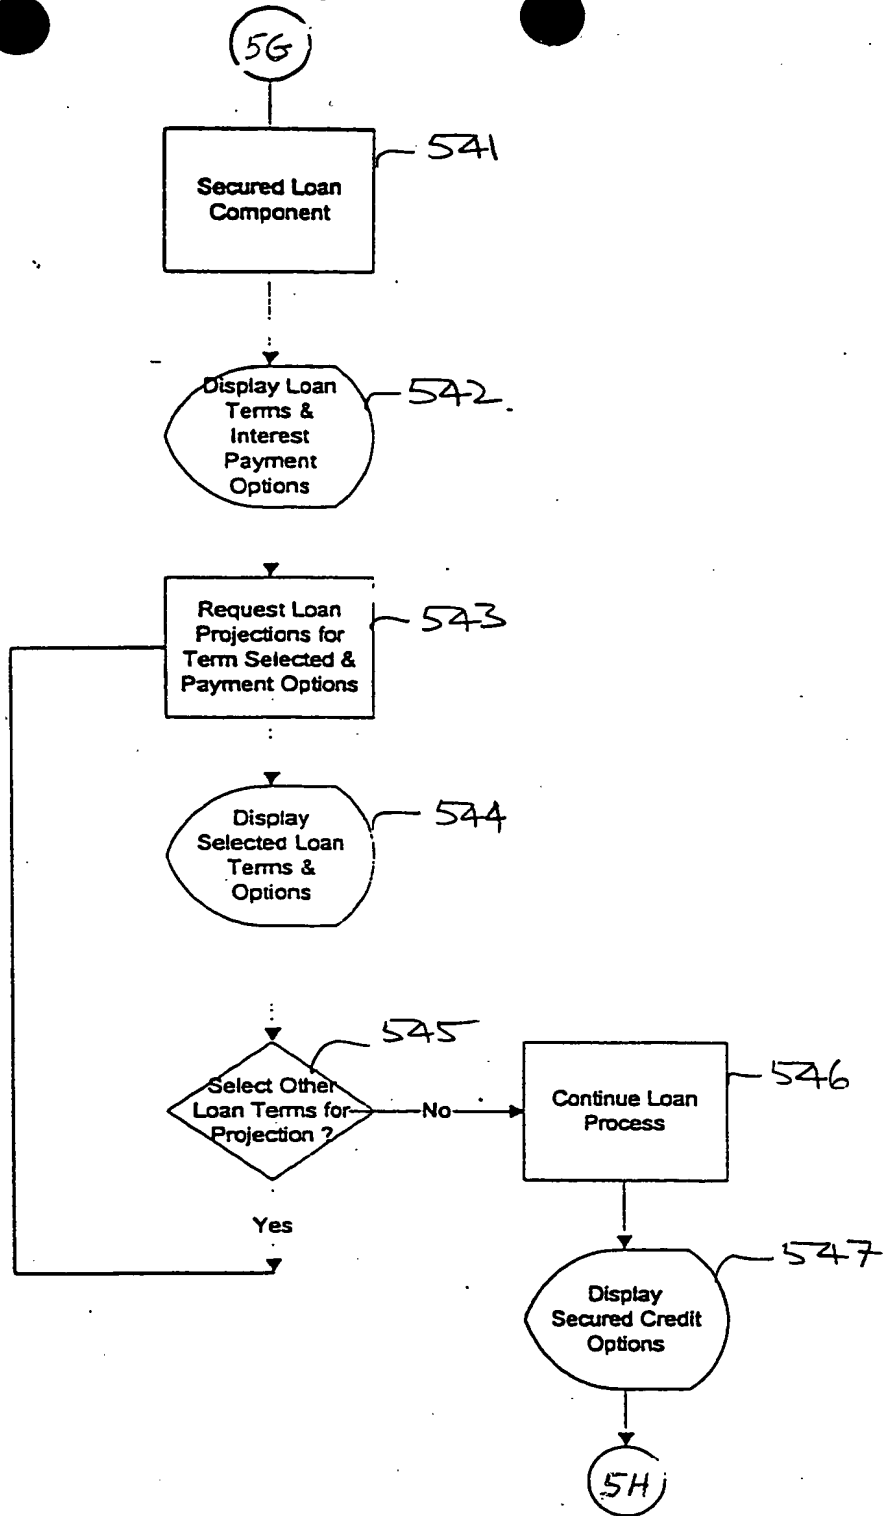 5G
541
Secured Loan
Component
542
Display Loan
Terms &
Interest
Payment
Options
543
Request Loan
Projections for
Term Selected &
Payment Options
544
Display
Selected Loan
Terms &
Options
545
Select Other
Loan Terms for
Projection ?
No
546
Continue Loan
Process
Yes
547
Display
Secured Credit
Options
5H